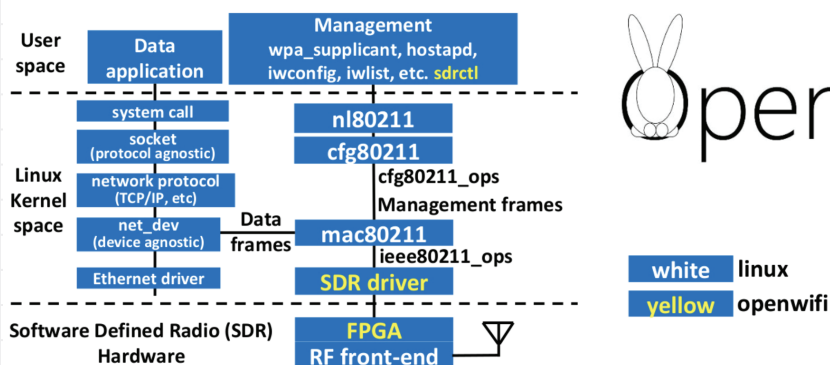 User
space
Data
application
Management
wpa_supplicant, hostapd,
iwconfig, iwlist, etc. sdrctl
Linux
Kernel
space
system call
socket
(protocol agnostic)
network protocol
(TCP/IP, etc)
net_dev
(device agnostic)
Ethernet driver
Data
frames
nl80211
cfg80211
cfg80211_ops
Management frames
mac80211
ieee80211_ops
SDR driver
Software Defined Radio (SDR)
Hardware
FPGA
RF front-end
Oper
white linux
yellow openwifi